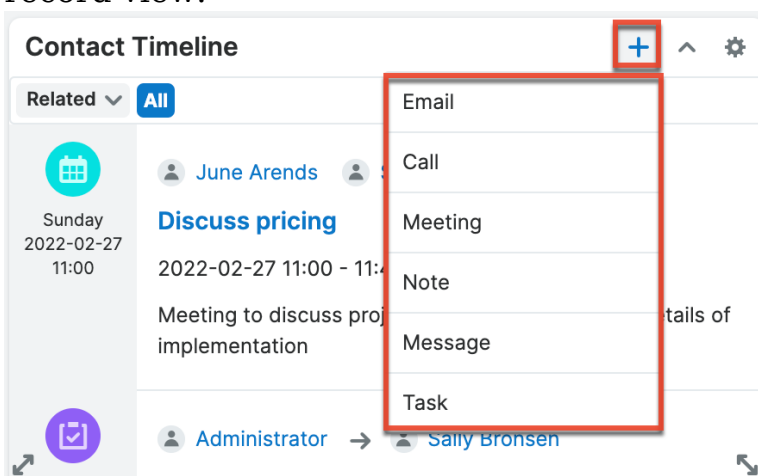 Contact Timeline
Related All
Email
June Arends
Call
Sunday
2022-02-27
11:00
Discuss pricing
Meeting
2022-02-27 11:00 - 11:
Note
Meeting to discuss of
implementation
Message
Task
Administrator → Sally Bronsen